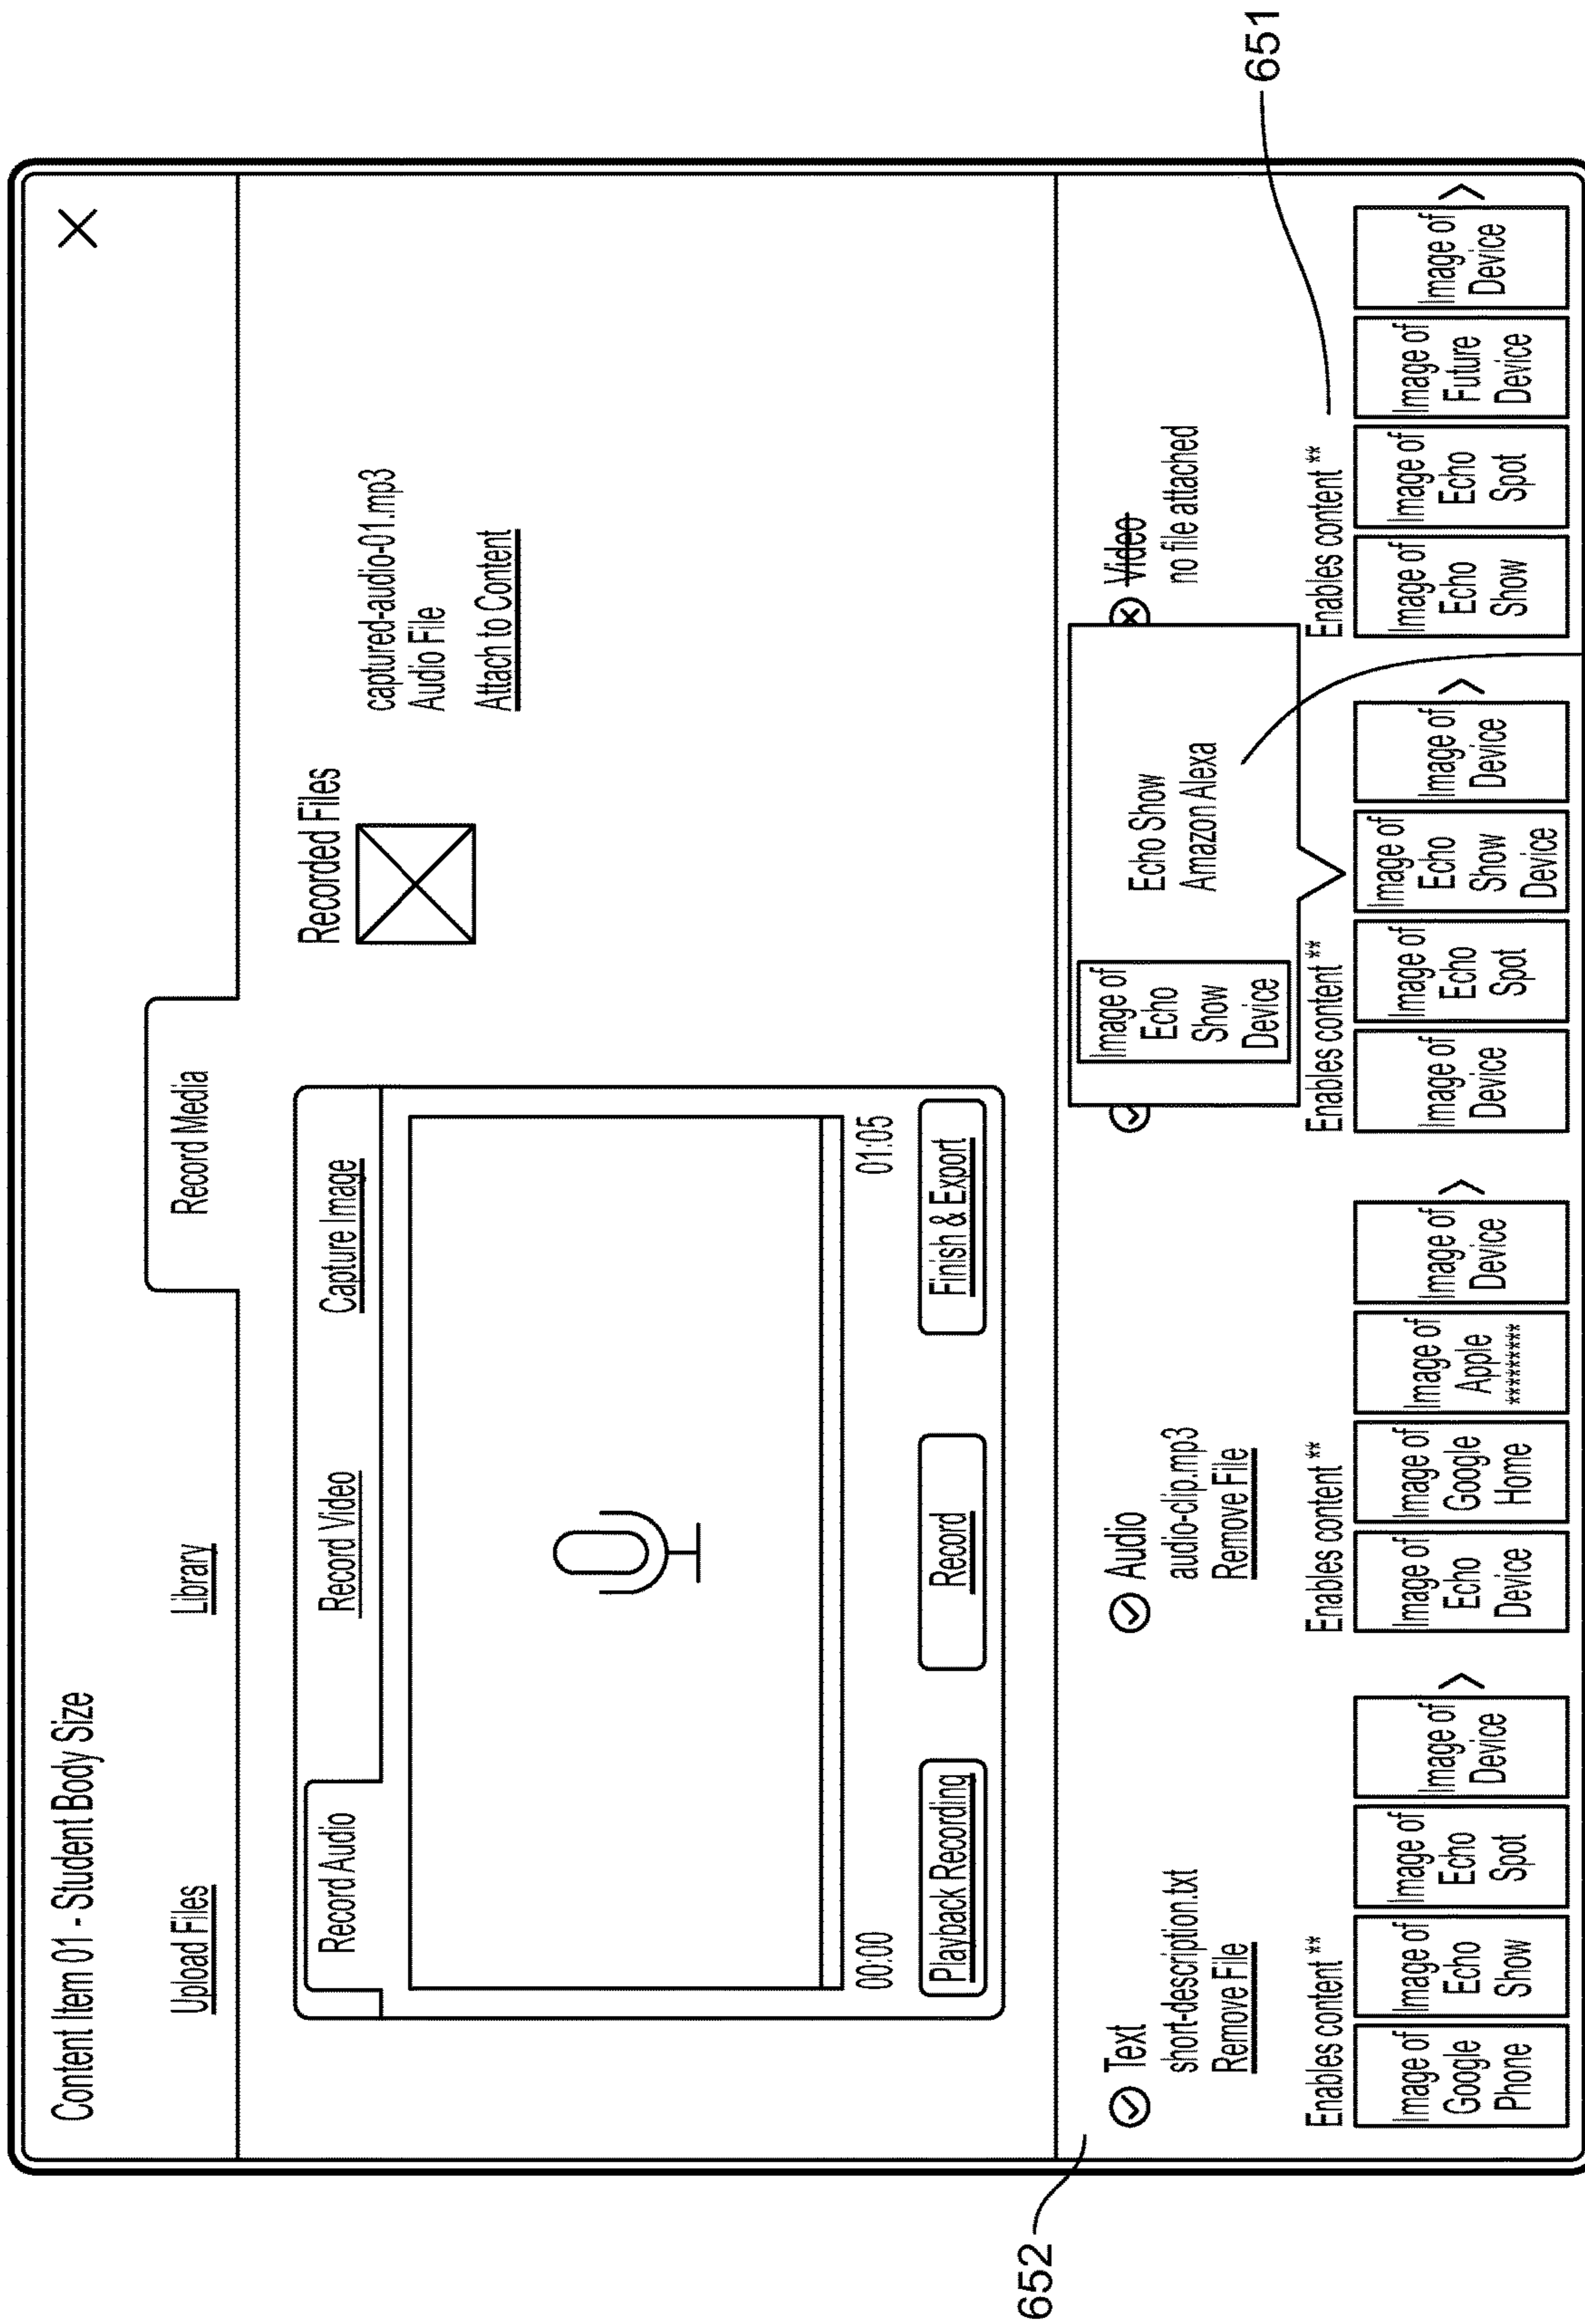 Content Item 01 - Student Body Size
Upload Files
Library
Record Media
Record Audio
Record Video
Capture Image
00:00
01:05
Playback Recording
Record
Finish & Export
Recorded Files
captured-audio-01.mp3
Audio File
Attach to Content
652
Text
short-description.txt
Remove File
Enables content **
Image of
Google
Phone
Image of
Echo
Show
Image of
Echo
Spot
Image of
Device
Audio
audio-clip.mp3
Remove File
Enables content **
Image of
Echo
Device
Image of
Google
Home
Image of
Apple
*********
Image of
Device
Image of
Echo
Show
Device
Echo Show
Amazon Alexa
Enables content **
Image of
Device
Image of
Echo
Spot
Image of
Echo
Show
Device
Image of
Device
Video
no file attached
Enables content **
Image of
Echo
Show
Image of
Echo
Spot
Image of
Future
Device
Image of
Device
651